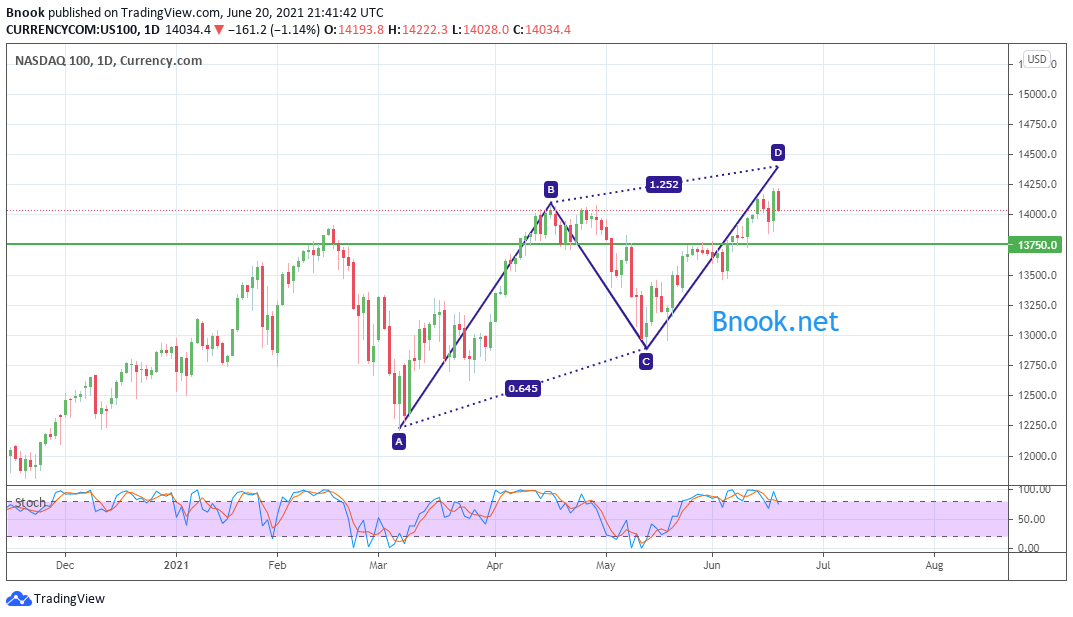 Bnook published on TradingView.com, June 20, 2021 21:41:42 UTC
CURRENCYCOM:US100, 1D 14034.4 ▼ −161.2 (−1.14%) O:14193.8 H:14222.3 L:14028.0 C:14034.4
NASDAQ 100, 1D, Currency.com
USD
15000.0
14750.0
D
14500.0
B
1.252
14250.0
14000.0
13750.0
13500.0
13250.0
Bnook.net
13000.0
C
12750.0
0.645
12500.0
A
12250.0
12000.0
Stoch
100.00
50.00
0.00
Dec 2021 Feb Mar Apr May Jun Jul Aug
TradingView